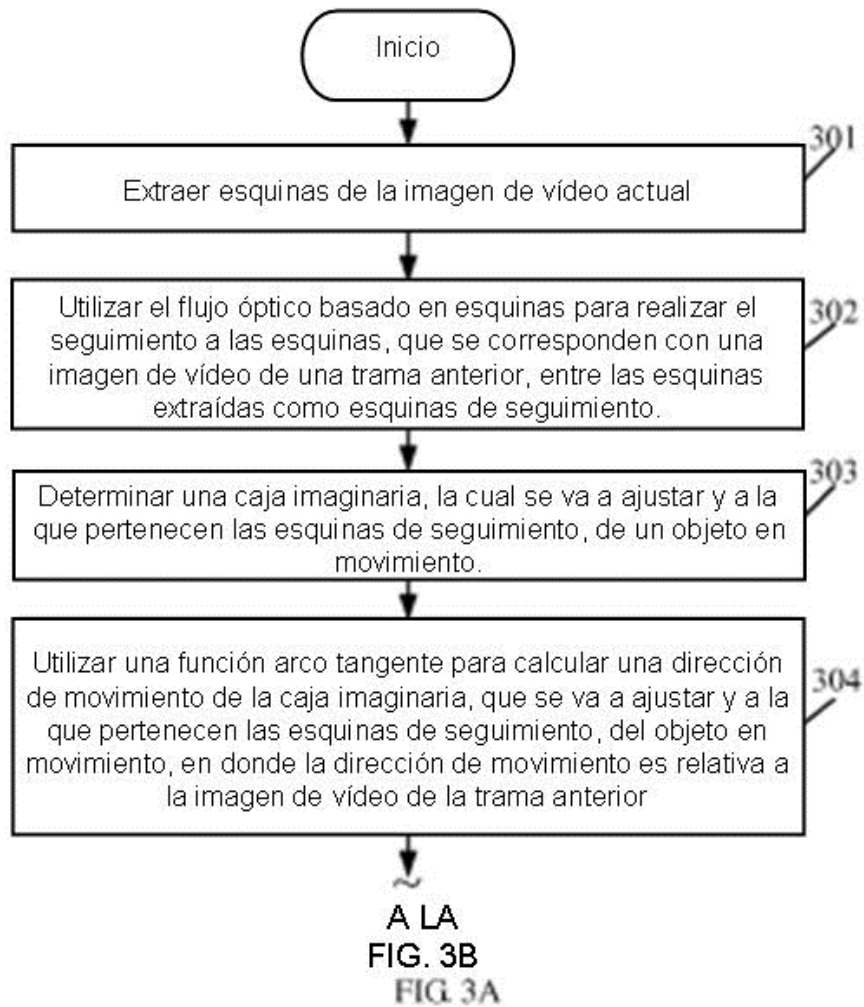 Inicio
301
Extraer esquinas de la imagen de vídeo actual
302
Utilizar el flujo óptico basado en esquinas para realizar el
seguimiento a las esquinas, que se corresponden con una
imagen de vídeo de una trama anterior, entre las esquinas
extraídas como esquinas de seguimiento.
303
Determinar una caja imaginaria, la cual se va a ajustar y a la
que pertenecen las esquinas de seguimiento, de un objeto en
movimiento.
304
Utilizar una función arco tangente para calcular una dirección
de movimiento de la caja imaginaria, que se va a ajustar y a la
que pertenecen las esquinas de seguimiento, del objeto en
movimiento, en donde la dirección de movimiento es relativa a
la imagen de vídeo de la trama anterior
~
A LA
FIG. 3B
FIG. 3A